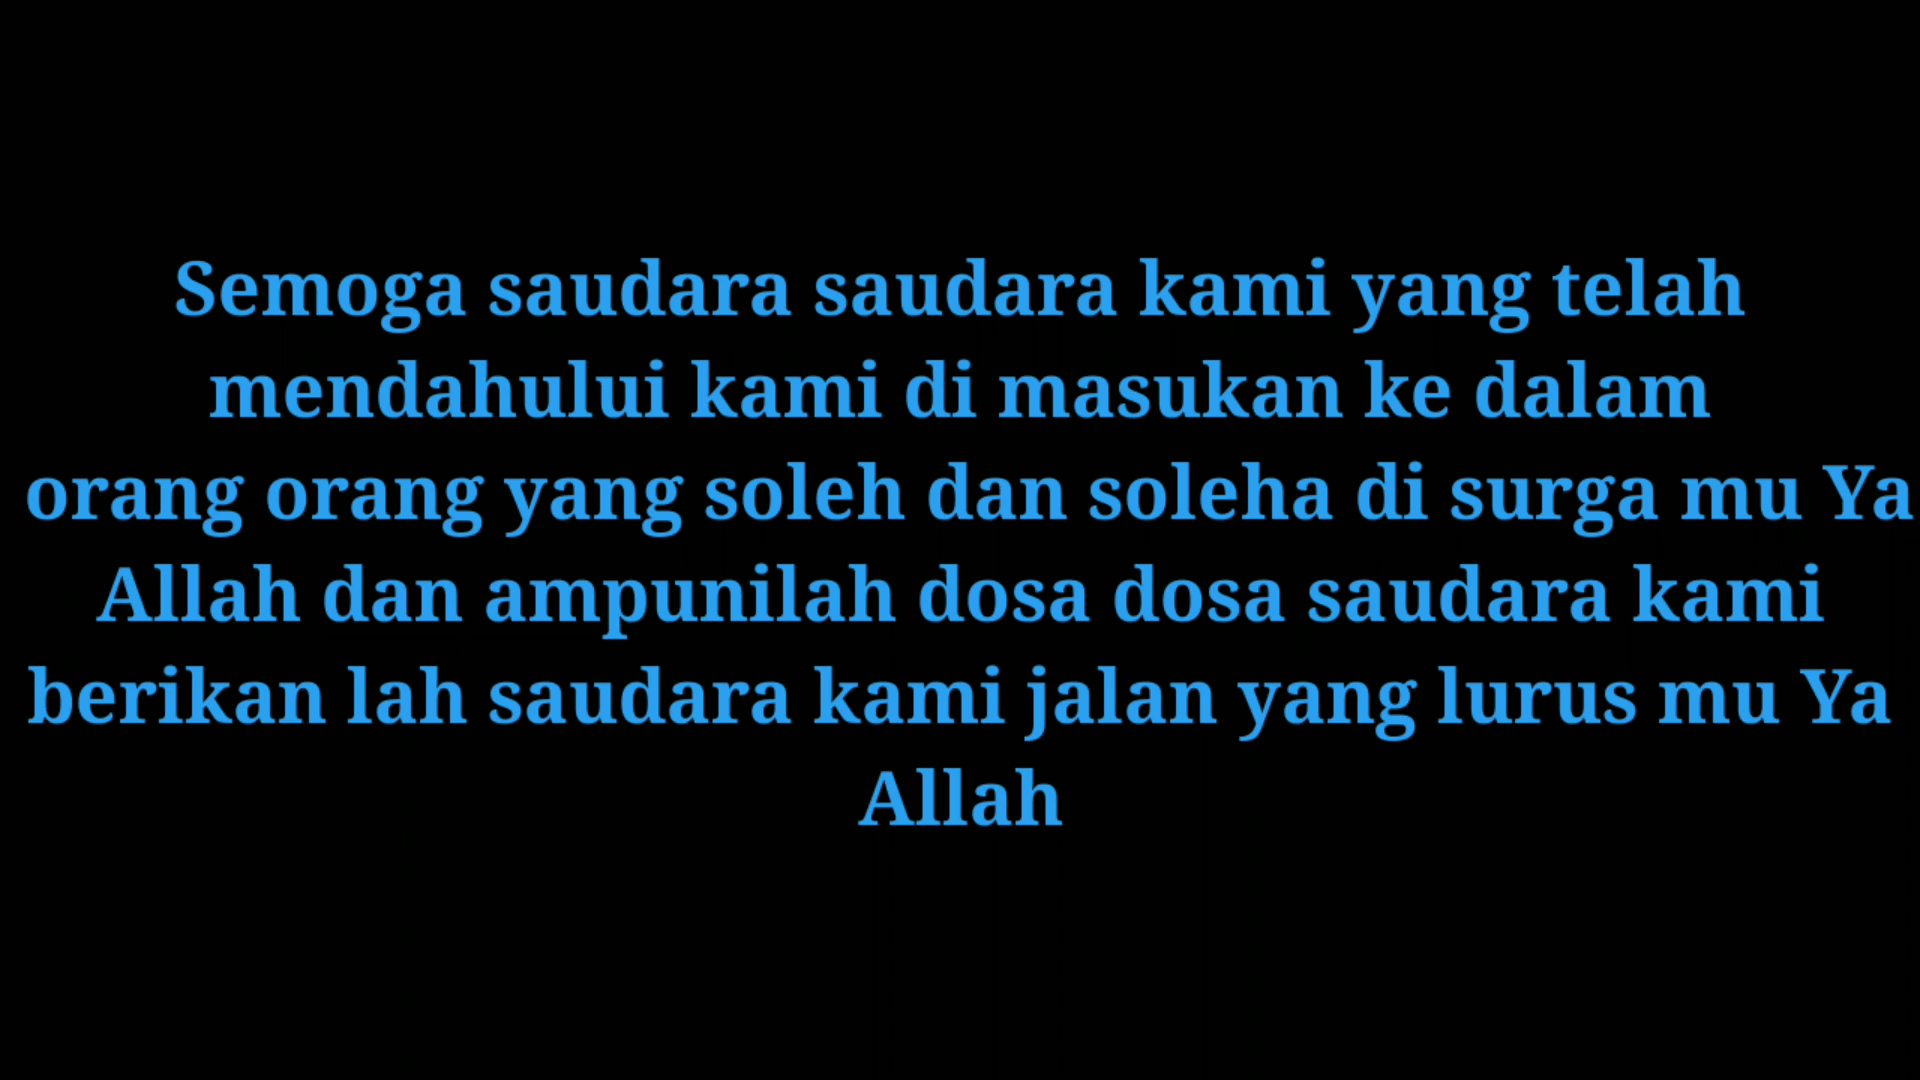 Semoga saudara saudara kami yang telah
mendahului kami di masukan ke dalam
orang orang yang soleh dan soleha di surga mu Ya
Allah dan ampunilah dosa dosa saudara kami
berikan lah saudara kami jalan yang lurus mu Ya
Allah